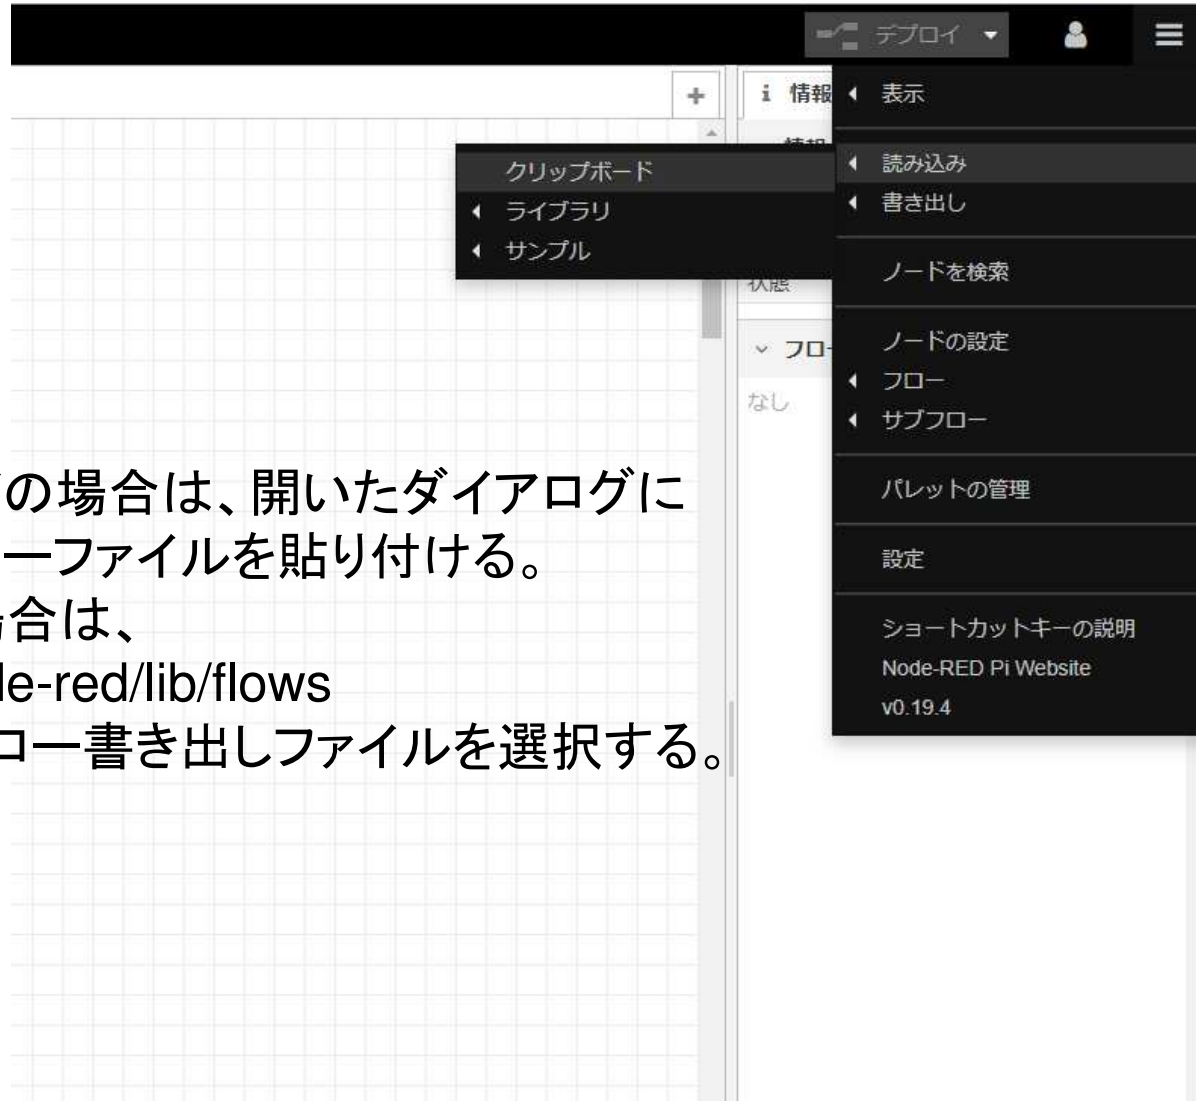 デプロイ
+
i 情報
表示
読み込み
書き出し
クリップボード
ライブラリ
サンプル
ノードを検索
状態
ノードの設定
フロー
サブフロー
フロー
なし
パレットの管理
設定
ショートカットキーの説明
Node-RED Pi Website
v0.19.4
の場合は、開いたダイアログに
ーファイルを貼り付ける。
場合は、
de-red/lib/flows
ロー書き出しファイルを選択する。